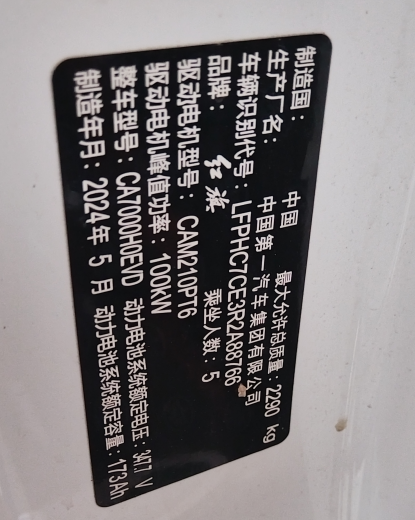 制造国: 中国 最大允许总质量: 2290 kg
生产厂名: 中国第一汽车集团有限公司
车辆识别代号: LFPHC7CE3R2A88766
品牌: 红旗 乘坐人数: 5
驱动电机型号: CAM210PT6
驱动电机峰值功率: 100KW
整车型号: CA7000H0EVD 动力电池系统额定电压: 347.7 V
制造年月: 2024年 5 月 动力电池系统额定容量: 173Ah